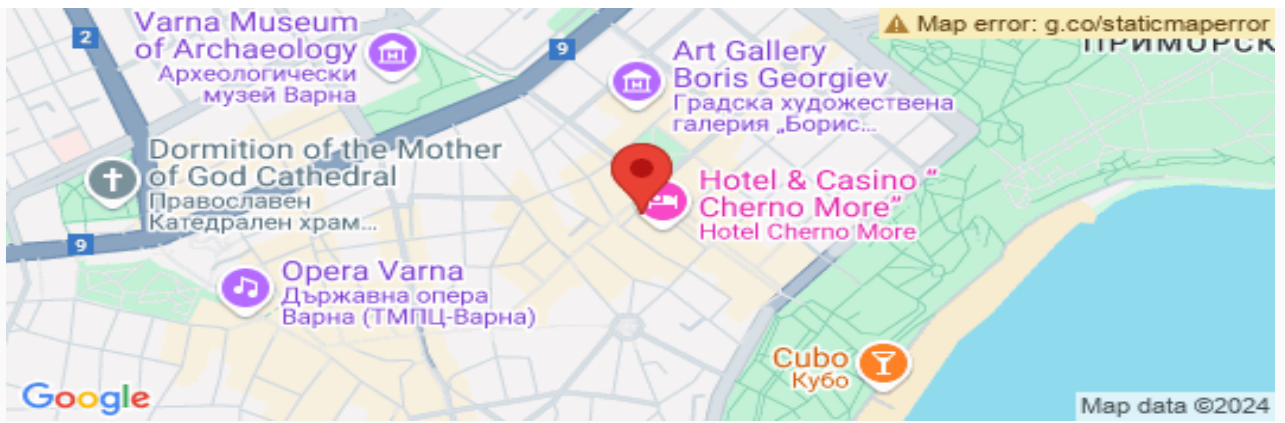 Varna Museum
of Archaeology
Археологически
музей Варна
2
9
Map error: g.co/staticmaperror
ПРИМОРСК
Art Gallery
Boris Georgiev
Градска художествена
галерия „Борис...
Dormition of the Mother
of God Cathedral
Православен
Катедрален храм...
9
Hotel & Casino “
Cherno More”
Hotel Cherno More
Opera Varna
Държавна опера
Варна (ТМПЦ-Варна)
Cubo
Кубо
Google
Map data ©2024